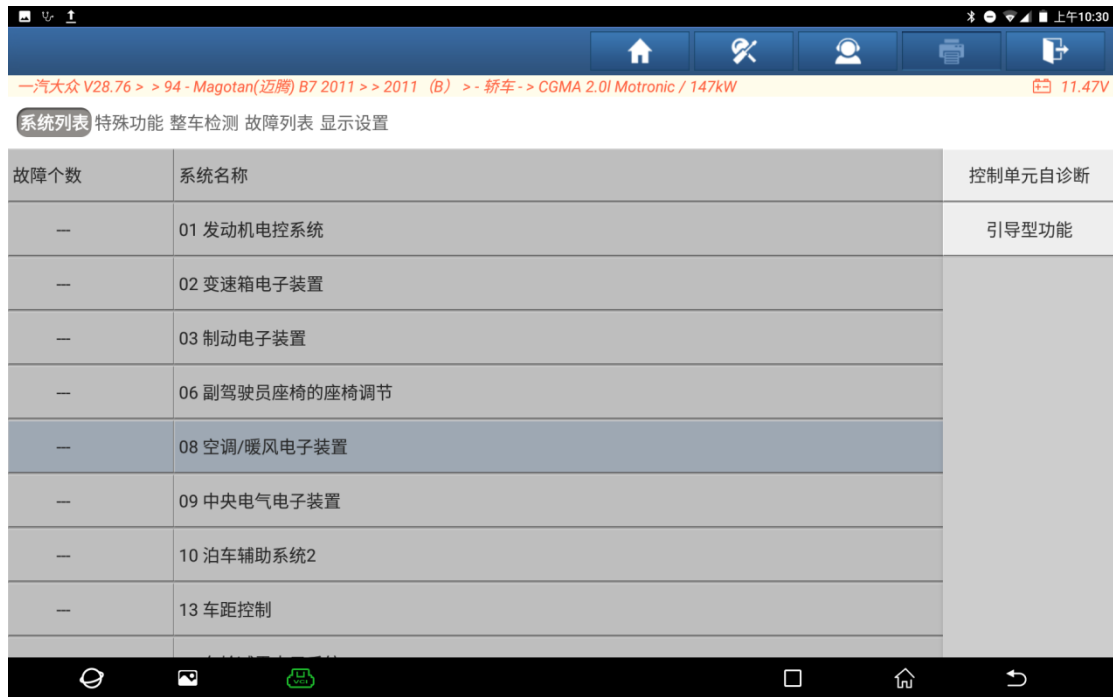 上午10:30
一汽大众 V28.76 > > 94 - Magotan(迈腾) B7 2011 > > 2011（B） > - 轿车 - > CGMA 2.0l Motronic / 147kW 11.47V
系统列表 特殊功能 整车检测 故障列表 显示设置
故障个数 系统名称 控制单元自诊断
--- 01 发动机电控系统 引导型功能
--- 02 变速箱电子装置
--- 03 制动电子装置
--- 06 副驾驶员座椅的座椅调节
--- 08 空调/暖风电子装置
--- 09 中央电气电子装置
--- 10 泊车辅助系统2
--- 13 车距控制
VCI